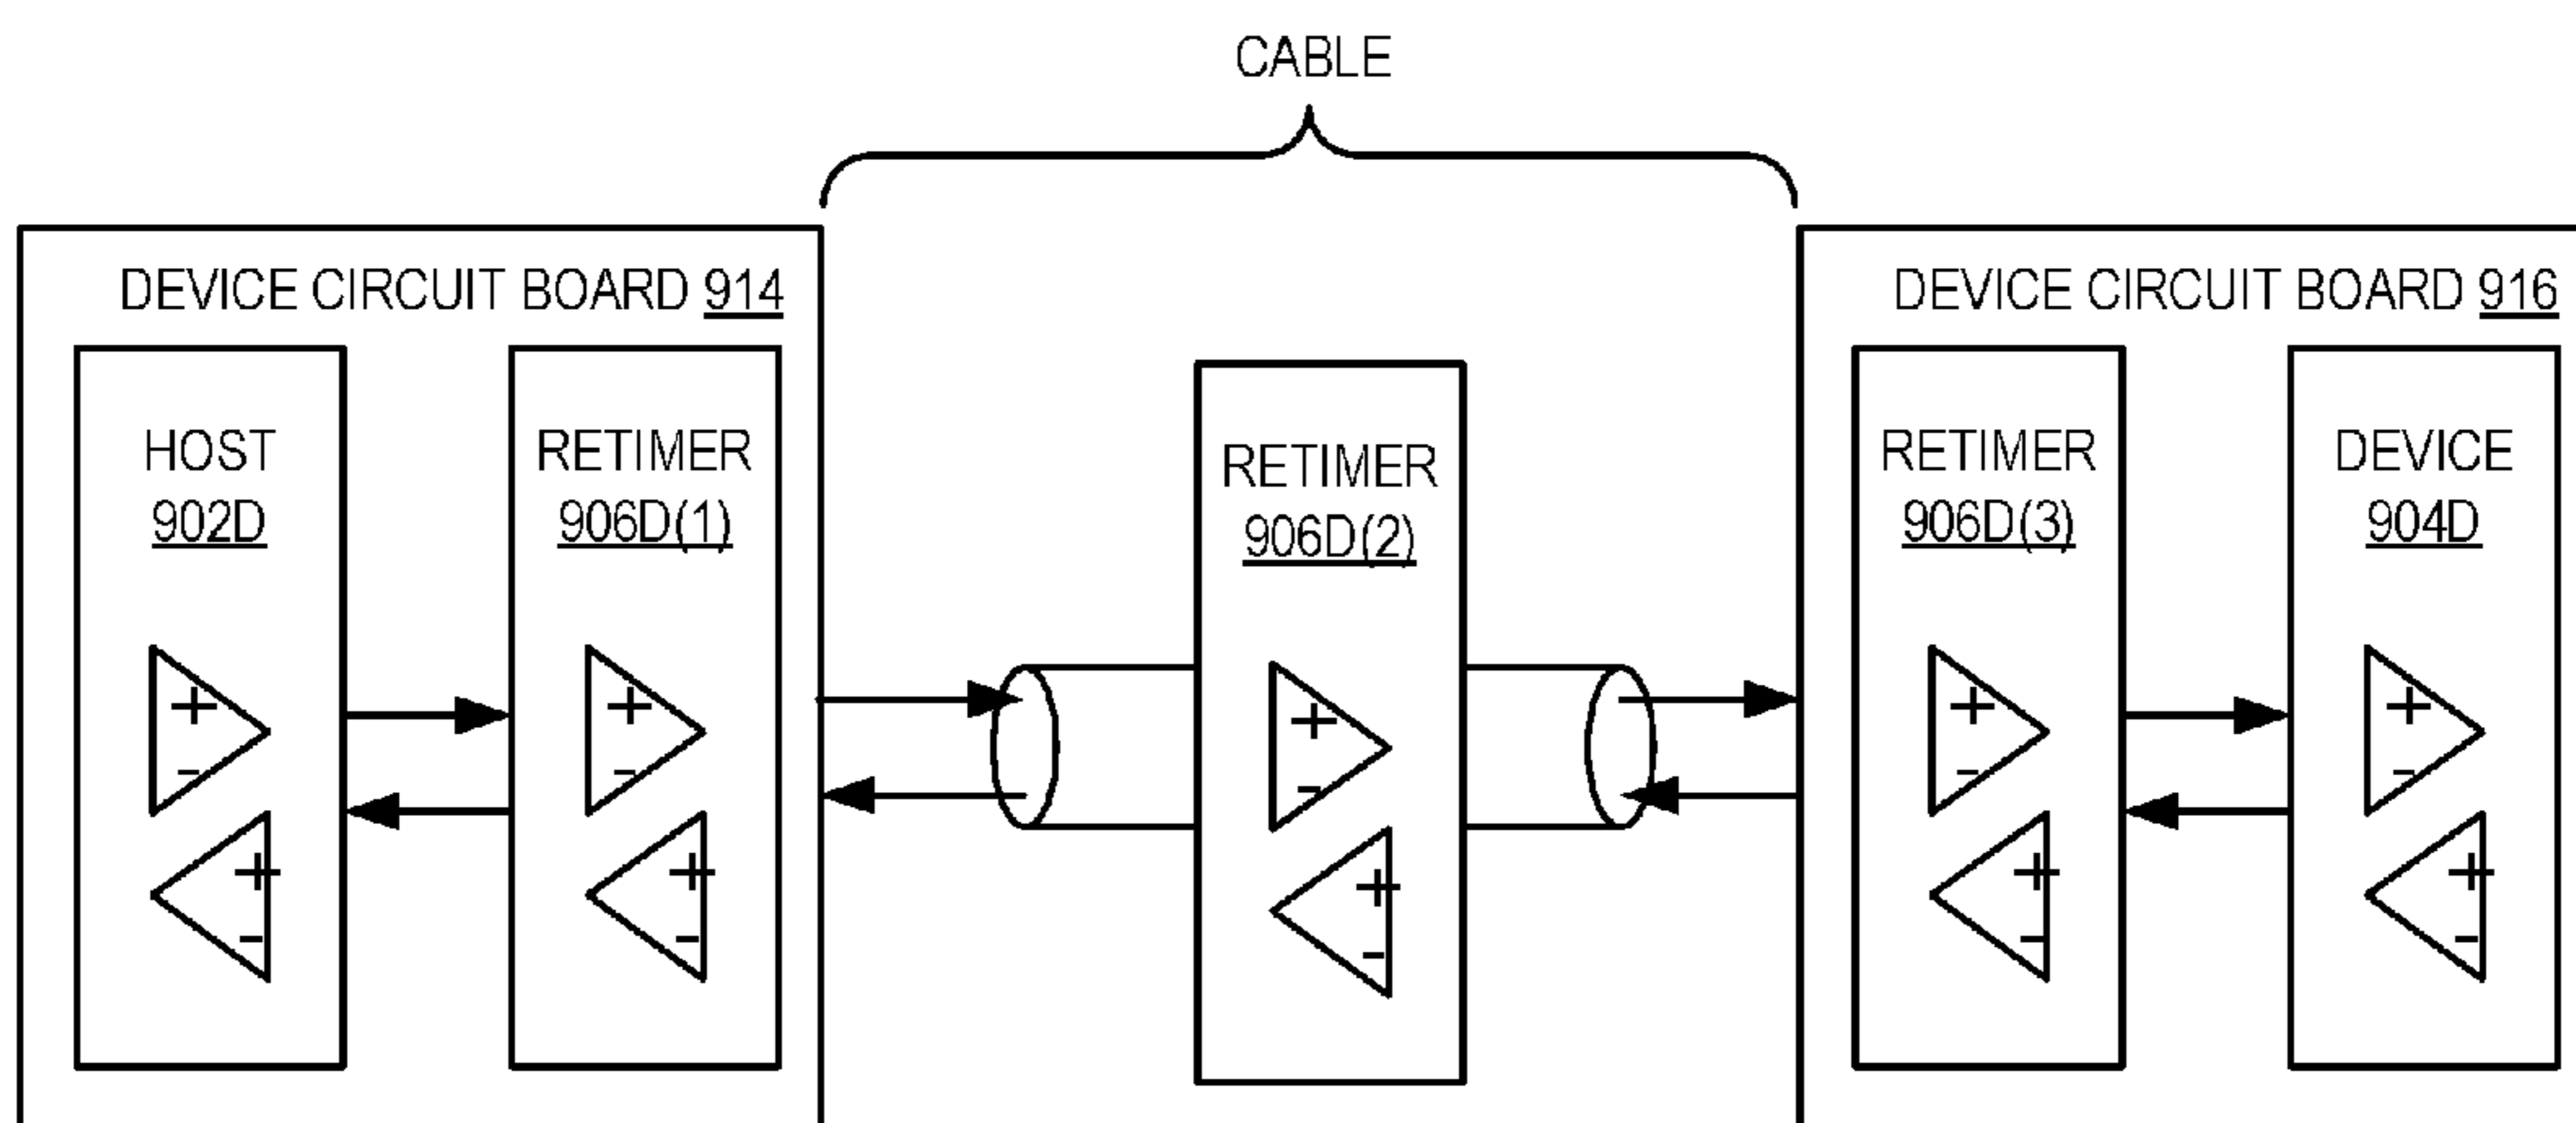 CABLE
DEVICE CIRCUIT BOARD 914
HOST
902D
+
-
+
-
RETIMER
906D(1)
+
-
+
-
RETIMER
906D(2)
+
-
+
-
DEVICE CIRCUIT BOARD 916
RETIMER
906D(3)
+
-
+
-
DEVICE
904D
+
-
+
-